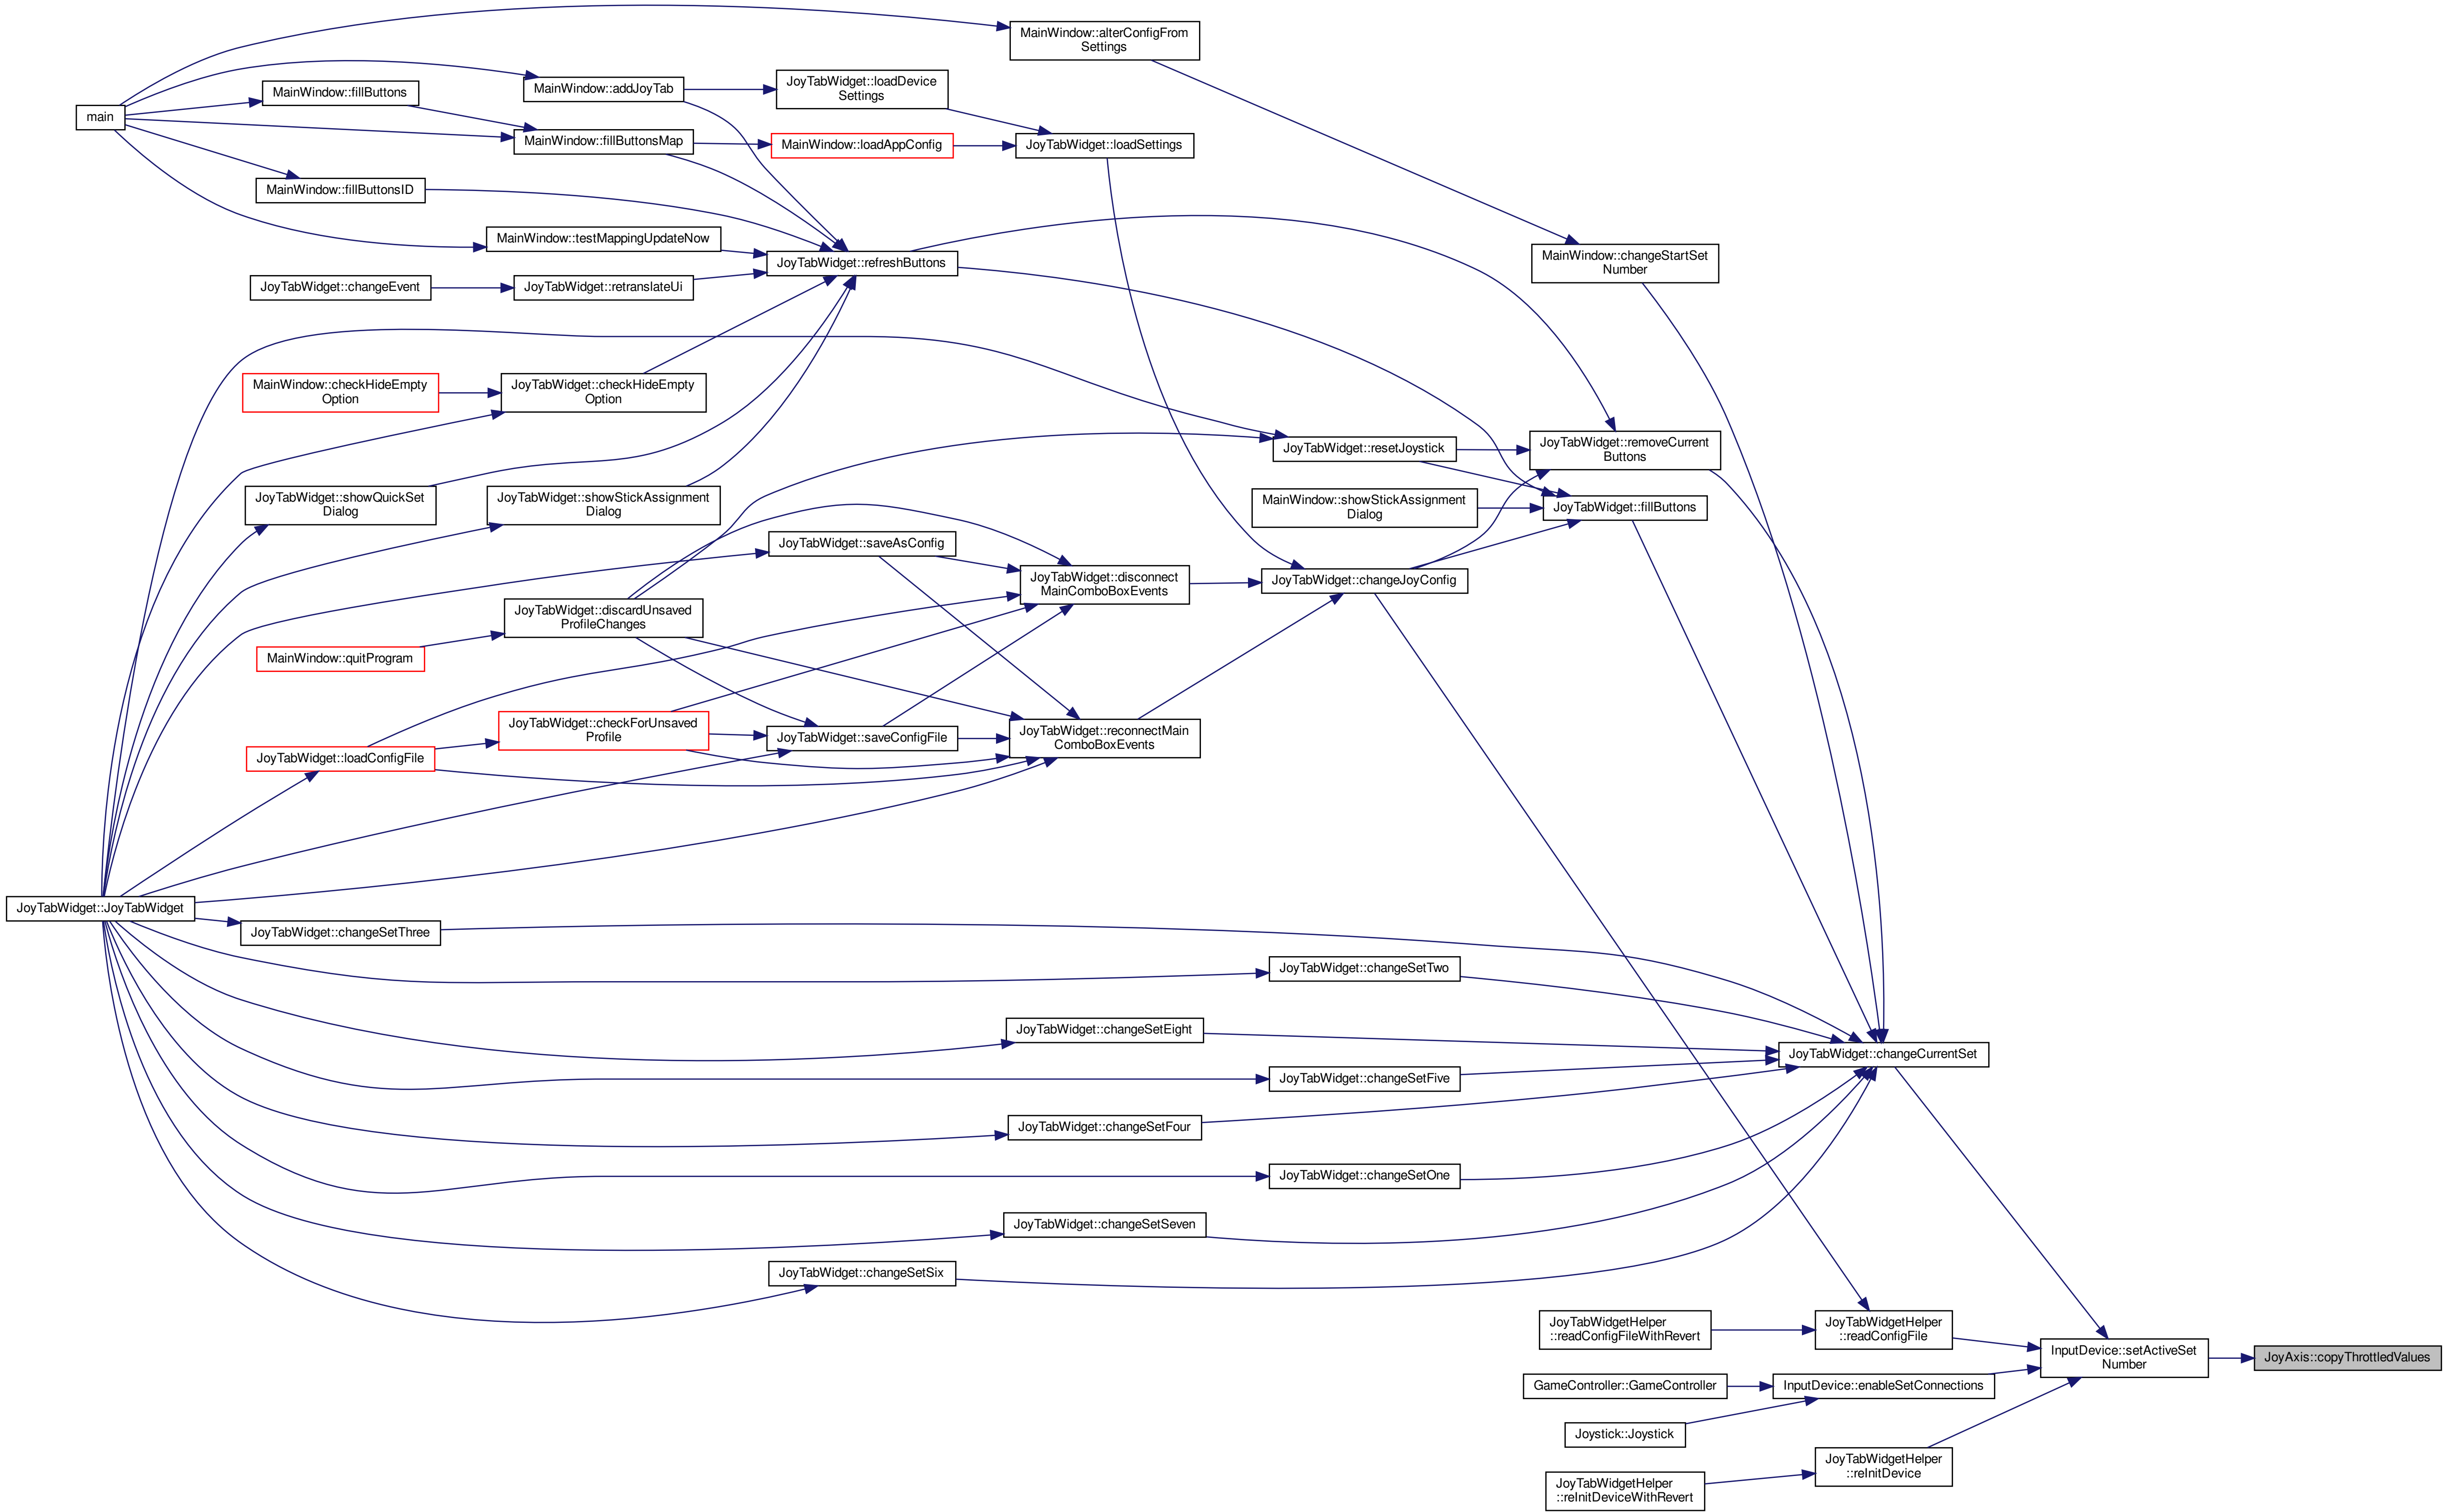 MainWindow::alterConfigFrom
Settings
JoyTabWidget::loadDevice
Settings
MainWindow::addJoyTab
MainWindow::fillButtons
main
MainWindow::fillButtonsMap
MainWindow::loadAppConfig
JoyTabWidget::loadSettings
MainWindow::fillButtonsID
MainWindow::testMappingUpdateNow
JoyTabWidget::refreshButtons
MainWindow::changeStartSet
Number
JoyTabWidget::changeEvent
JoyTabWidget::retranslateUi
MainWindow::checkHideEmpty
Option
JoyTabWidget::checkHideEmpty
Option
JoyTabWidget::resetJoystick
JoyTabWidget::removeCurrent
Buttons
JoyTabWidget::showQuickSet
Dialog
JoyTabWidget::showStickAssignment
Dialog
MainWindow::showStickAssignment
Dialog
JoyTabWidget::fillButtons
JoyTabWidget::saveAsConfig
JoyTabWidget::disconnect
MainComboBoxEvents
JoyTabWidget::changeJoyConfig
JoyTabWidget::discardUnsaved
ProfileChanges
MainWindow::quitProgram
JoyTabWidget::checkForUnsaved
Profile
JoyTabWidget::saveConfigFile
JoyTabWidget::reconnectMain
ComboBoxEvents
JoyTabWidget::loadConfigFile
JoyTabWidget::JoyTabWidget
JoyTabWidget::changeSetThree
JoyTabWidget::changeSetTwo
JoyTabWidget::changeSetEight
JoyTabWidget::changeCurrentSet
JoyTabWidget::changeSetFive
JoyTabWidget::changeSetFour
JoyTabWidget::changeSetOne
JoyTabWidget::changeSetSeven
JoyTabWidget::changeSetSix
JoyTabWidgetHelper
::readConfigFileWithRevert
JoyTabWidgetHelper
::readConfigFile
InputDevice::setActiveSet
Number
JoyAxis::copyThrottledValues
GameController::GameController
InputDevice::enableSetConnections
Joystick::Joystick
JoyTabWidgetHelper
::reInitDevice
JoyTabWidgetHelper
::reInitDeviceWithRevert